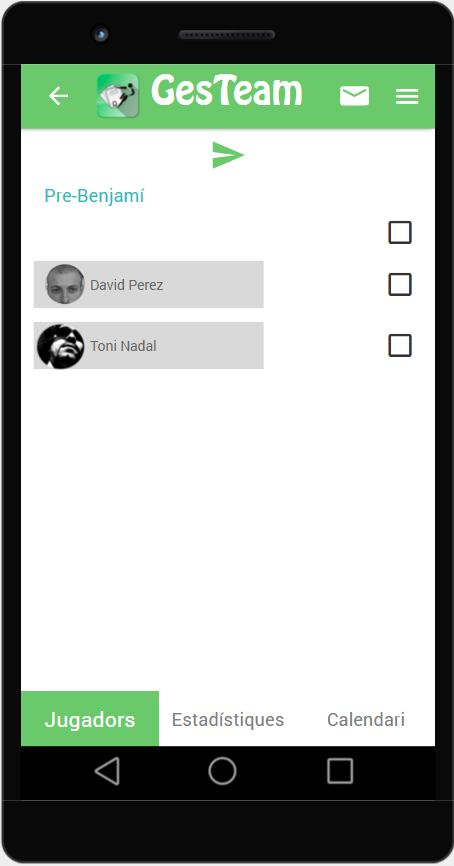 GesTeam
Pre-Benjamí
David Perez
Toni Nadal
Jugadors Estadístiques Calendari